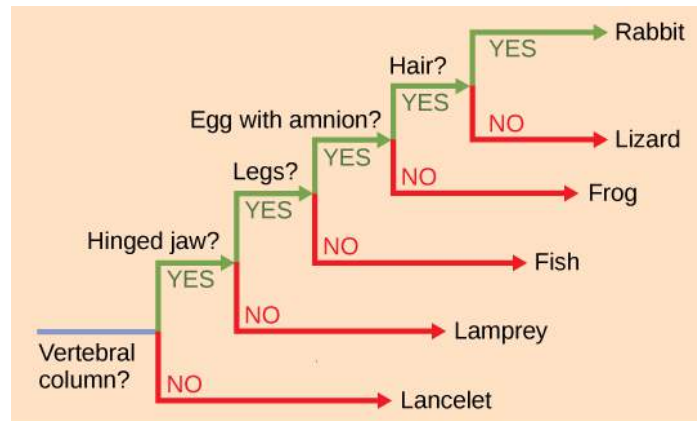 Rabbit
YES
Hair?
YES
NO
Lizard
Egg with amnion?
YES
NO
Frog
Legs?
YES
NO
Fish
Hinged jaw?
YES
NO
Lamprey
Vertebral
column?
NO
Lancelet